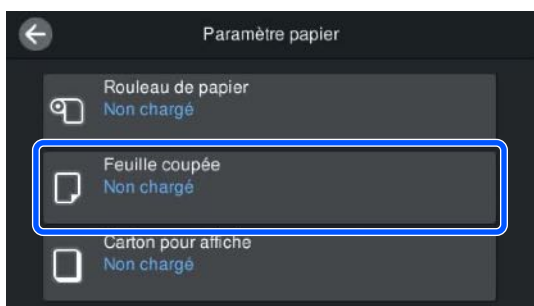 Paramètre papier
Rouleau de papier
Non chargé
Feuille coupée
Non chargé
Carton pour affiche
Non chargé